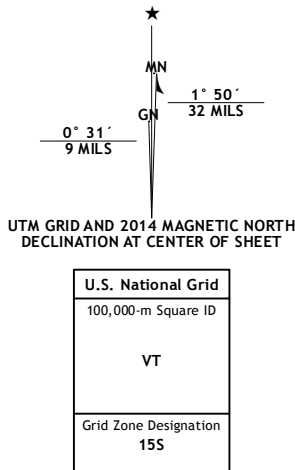 ★
MN
1° 50´
32 MILS
GN
0° 31´
9 MILS
UTM GRID AND 2014 MAGNETIC NORTH
DECLINATION AT CENTER OF SHEET
U.S. National Grid
100,000-m Square ID
VT
Grid Zone Designation
15S